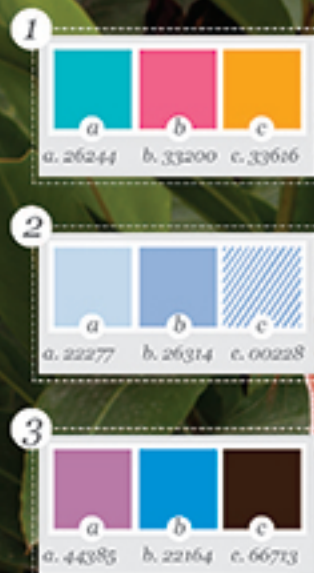 1
a b c
a. 26244 b. 33200 c. 33616
2
a b c
a. 22277 b. 26314 c. 00228
3
a b c
a. 44385 b. 22164 c. 66713